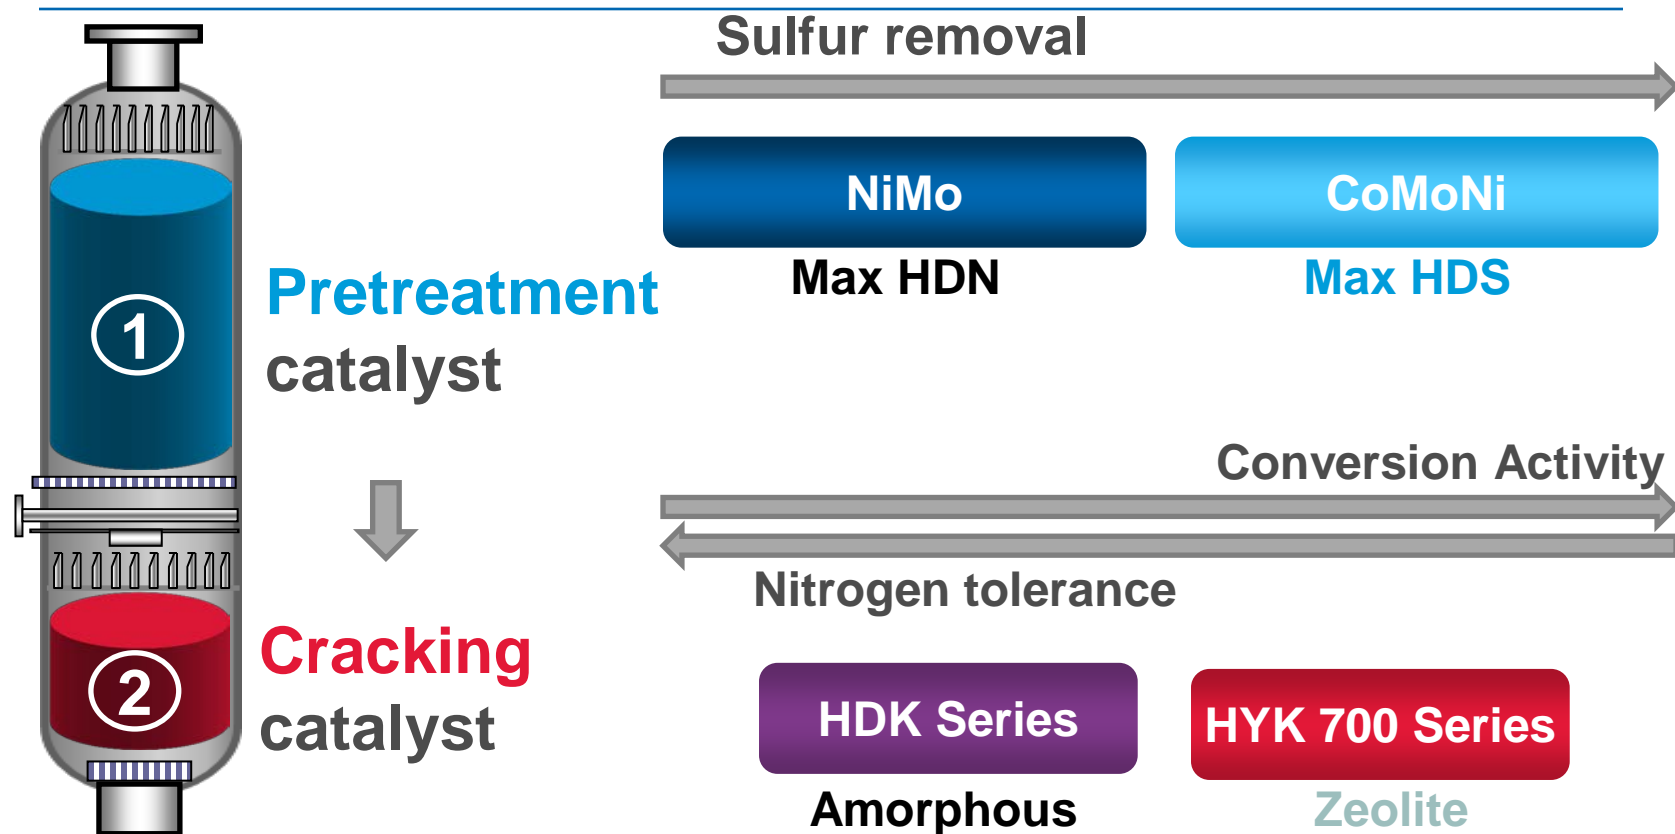 Sulfur removal
NiMo
CoMoNi
Max HDN
Max HDS
1
Pretreatment
catalyst
Conversion Activity
Nitrogen tolerance
2
Cracking
catalyst
HDK Series
HYK 700 Series
Amorphous
Zeolite